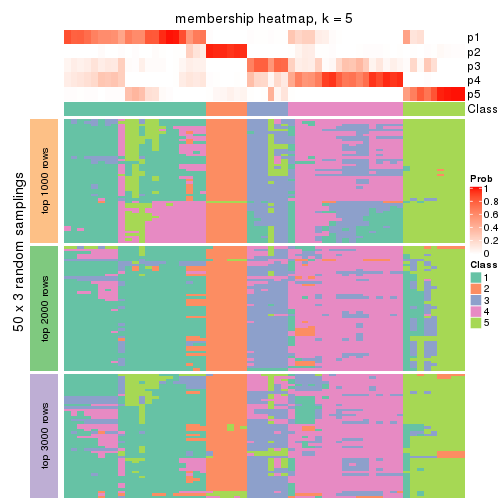 membership heatmap, k = 5
p1
p2
p3
p4
p5
Class
50 x 3 random samplings
top 1000 rows
top 2000 rows
top 3000 rows
Prob
1
0.8
0.6
0.4
0.2
0
Class
1
2
3
4
5